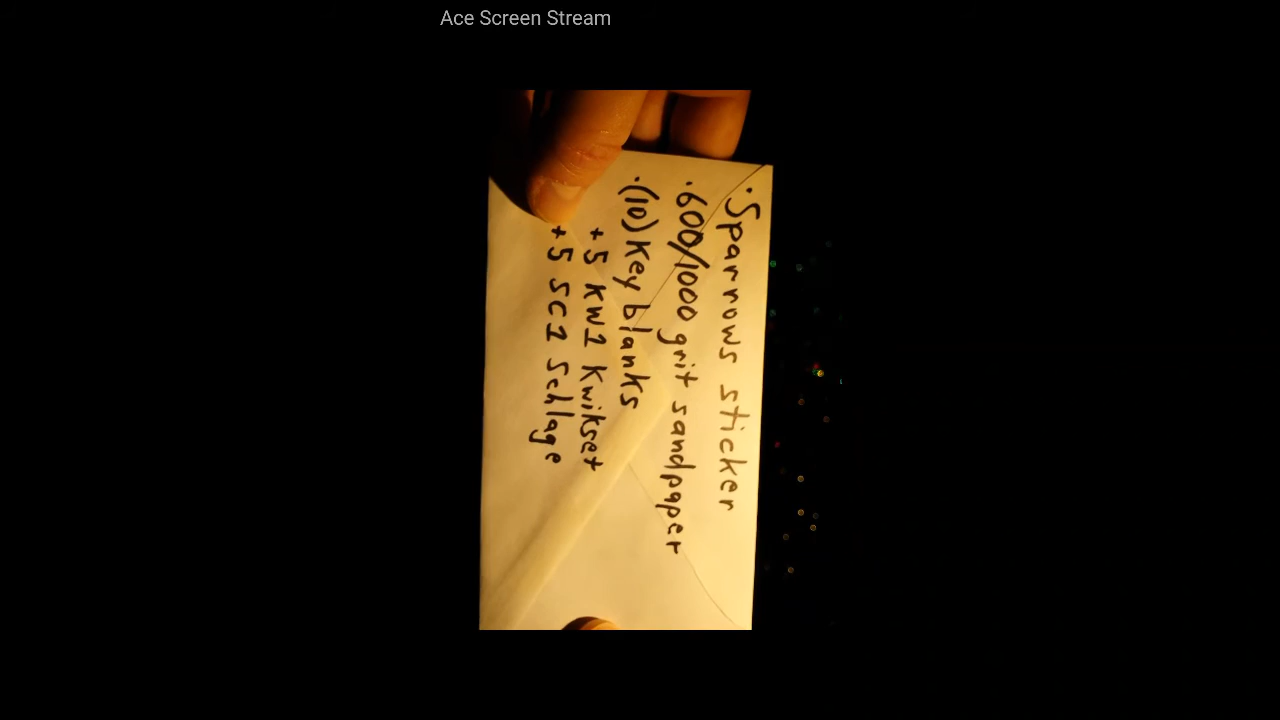 Ace Screen Stream
· Sparrows sticker
· 600/1000 grit sandpaper
· (10) Key blanks
+ 5 KW1 Kwikset
+ 5 SC1 Schlage